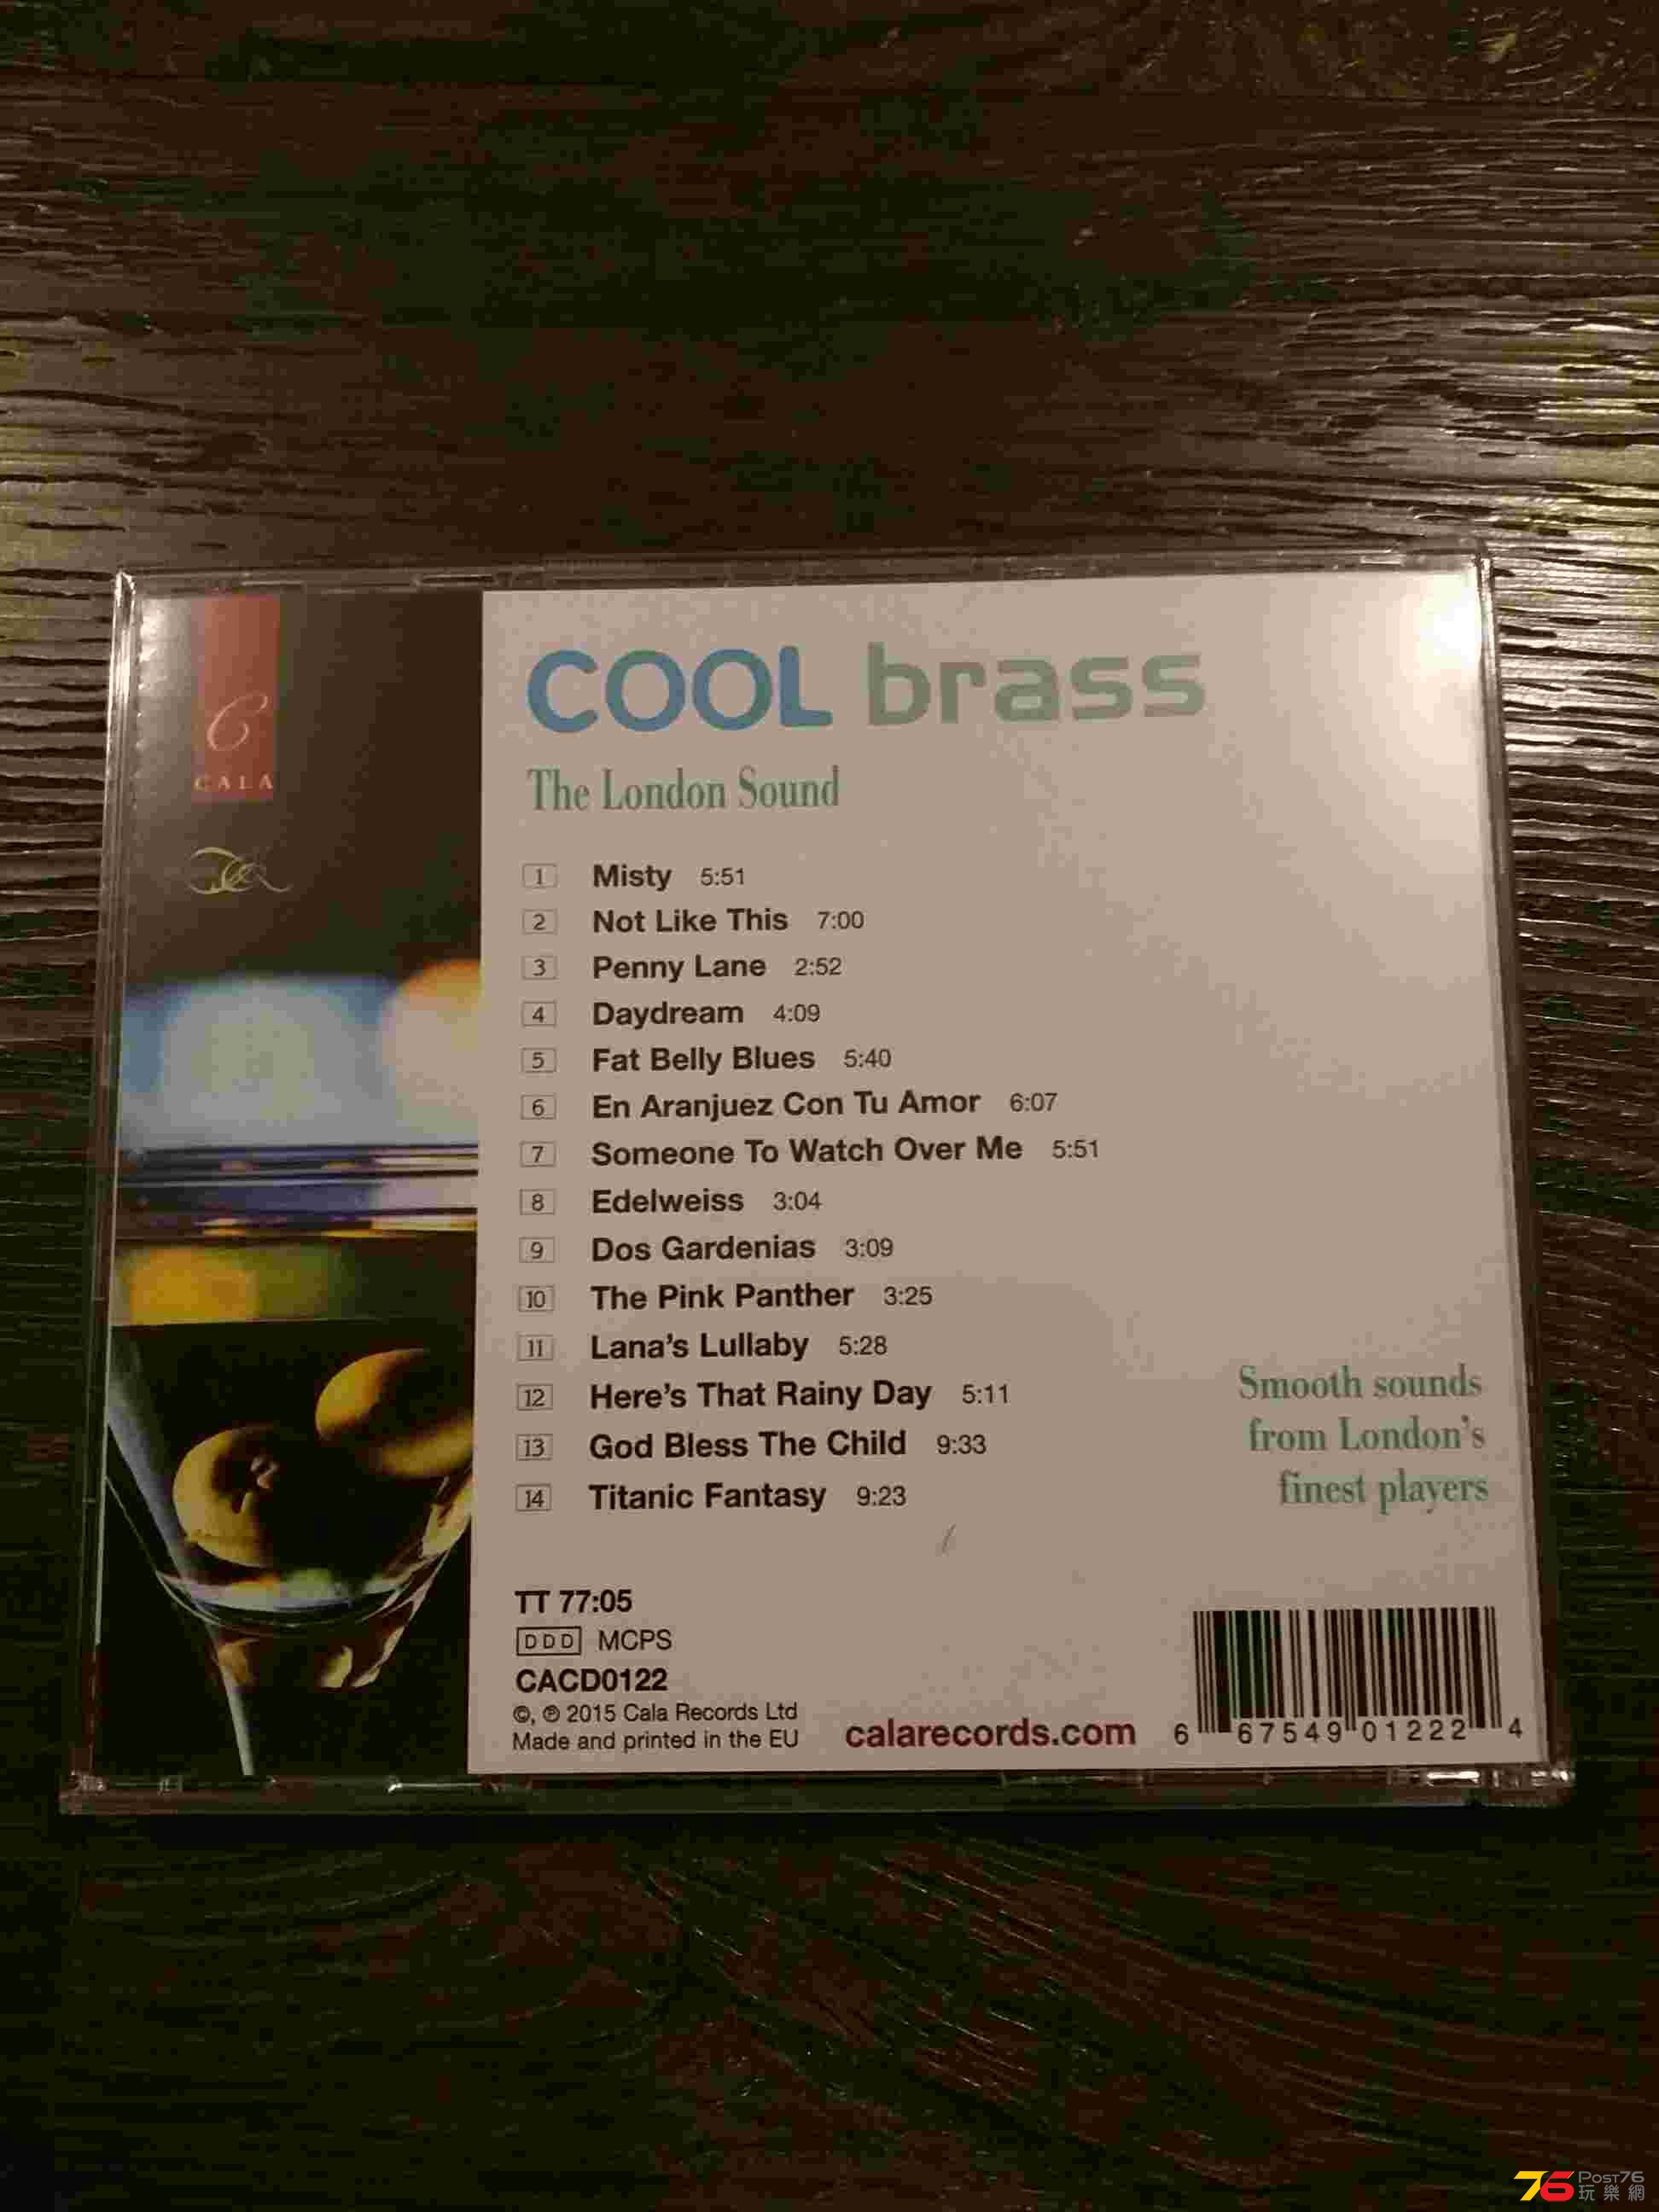 C
CALA
COOL brass
The London Sound
1 Misty 5:51
2 Not Like This 7:00
3 Penny Lane 2:52
4 Daydream 4:09
5 Fat Belly Blues 5:40
6 En Aranjuez Con Tu Amor 6:07
7 Someone To Watch Over Me 5:51
8 Edelweiss 3:04
9 Dos Gardenias 3:09
10 The Pink Panther 3:25
11 Lana's Lullaby 5:28
12 Here's That Rainy Day 5:11
13 God Bless The Child 9:33
14 Titanic Fantasy 9:23
Smooth sounds
from London's
finest players
TT 77:05
DDD MCPS
CACD0122
©, ℗ 2015 Cala Records Ltd
Made and printed in the EU
calarecords.com
6 67549 01222 4
76 POST76
玩樂網